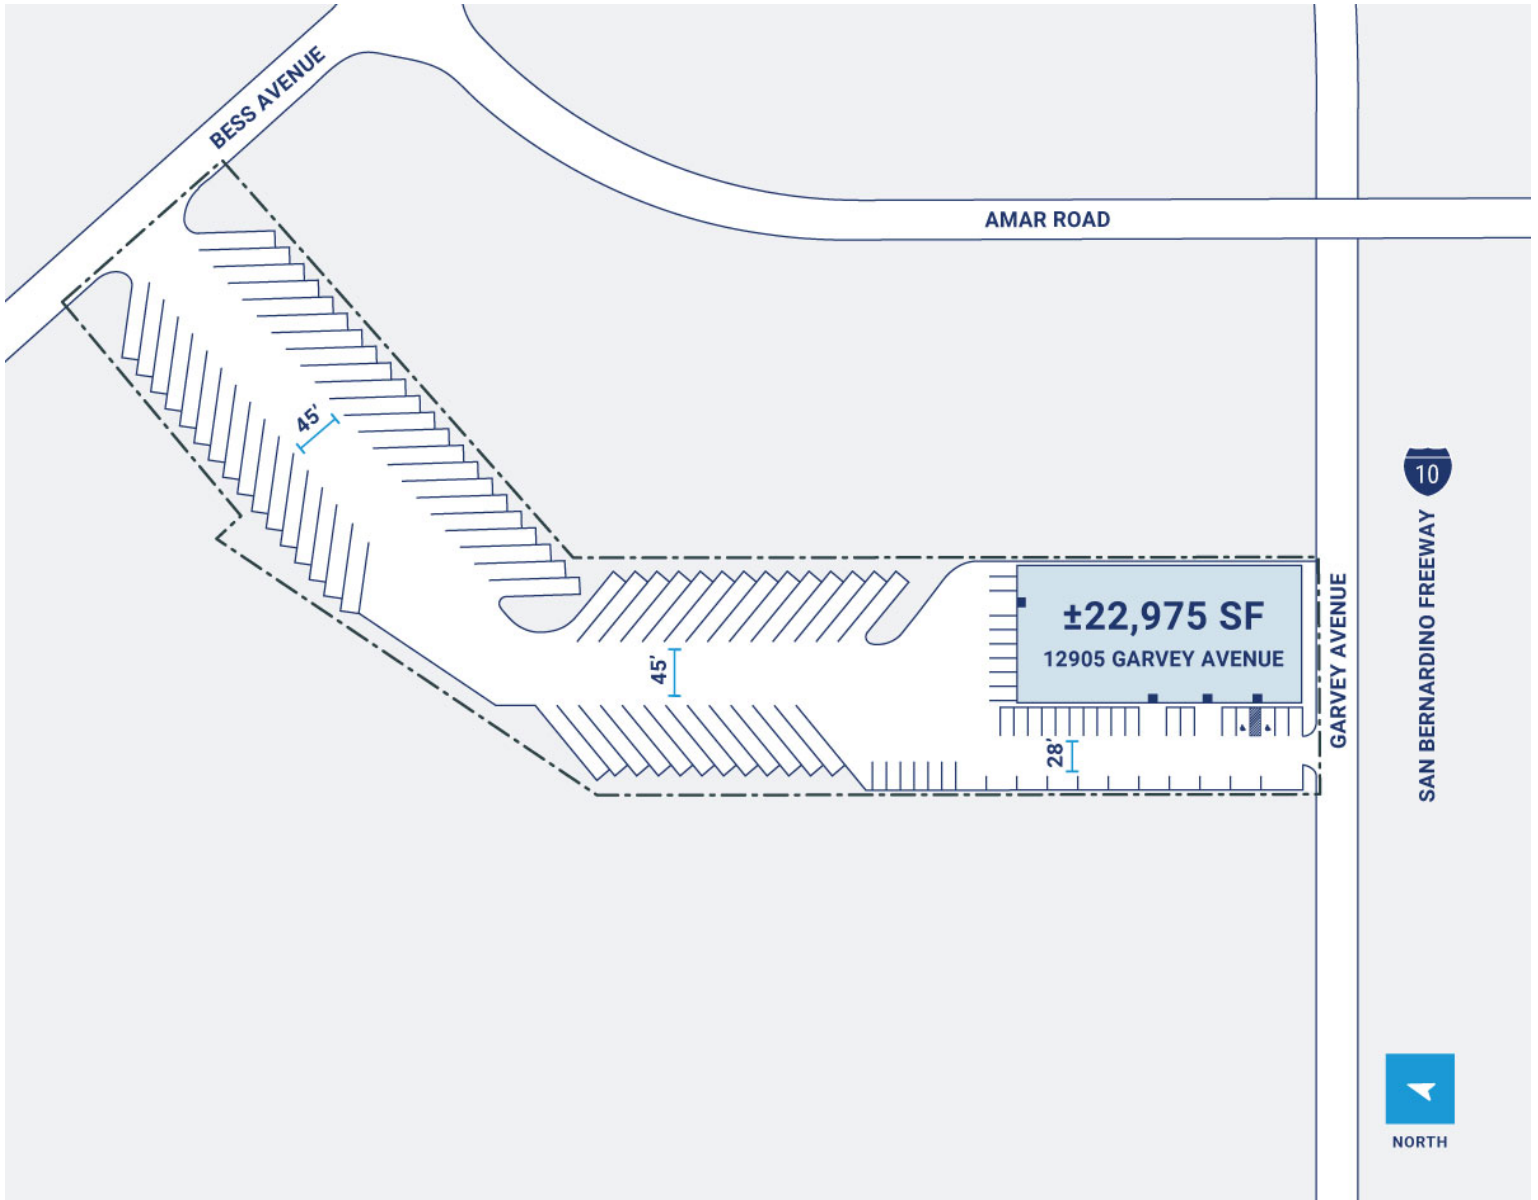 BESS AVENUE
AMAR ROAD
45'
10
±22,975 SF
12905 GARVEY AVENUE
45'
28'
GARVEY AVENUE
SAN BERNARDINO FREEWAY
NORTH